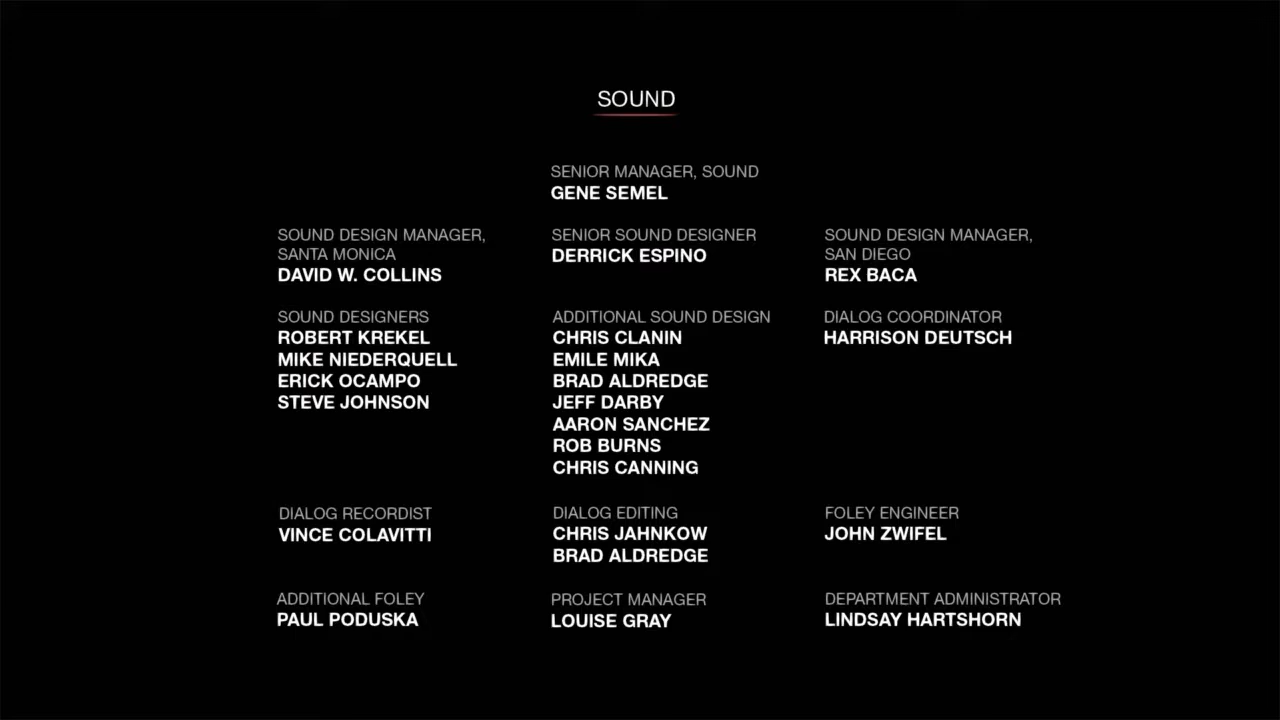 SOUND
SENIOR MANAGER, SOUND
GENE SEMEL
SOUND DESIGN MANAGER,
SANTA MONICA
DAVID W. COLLINS
SENIOR SOUND DESIGNER
DERRICK ESPINO
SOUND DESIGN MANAGER,
SAN DIEGO
REX BACA
SOUND DESIGNERS
ROBERT KREKEL
MIKE NIEDERQUELL
ERICK OCAMPO
STEVE JOHNSON
ADDITIONAL SOUND DESIGN
CHRIS CLANIN
EMILE MIKA
BRAD ALDREDGE
JEFF DARBY
AARON SANCHEZ
ROB BURNS
CHRIS CANNING
DIALOG COORDINATOR
HARRISON DEUTSCH
DIALOG RECORDIST
VINCE COLAVITTI
DIALOG EDITING
CHRIS JAHNKOW
BRAD ALDREDGE
FOLEY ENGINEER
JOHN ZWIFEL
ADDITIONAL FOLEY
PAUL PODUSKA
PROJECT MANAGER
LOUISE GRAY
DEPARTMENT ADMINISTRATOR
LINDSAY HARTSHORN